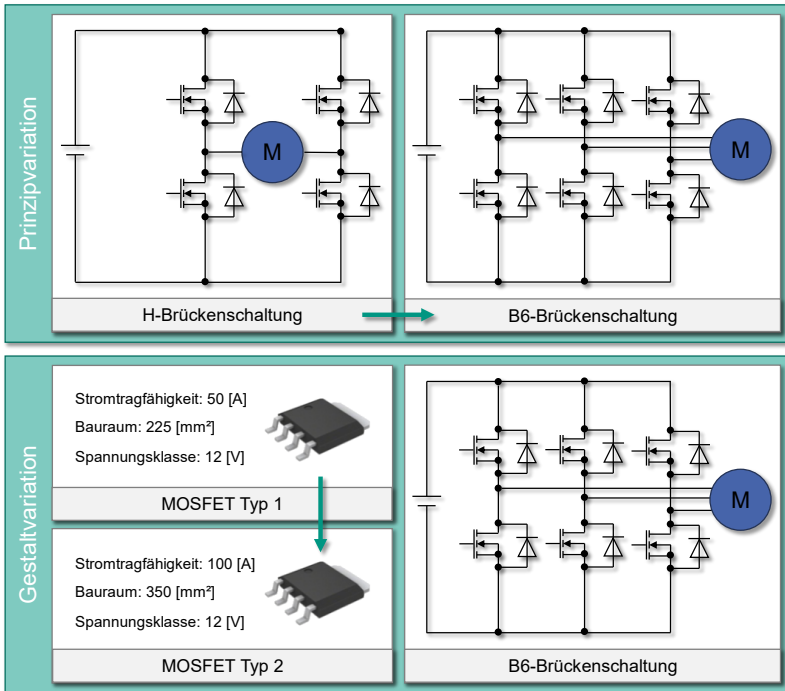 Prinzipvariation
M
M
H-Brückenschaltung
B6-Brückenschaltung
Gestaltvariation
Stromtragfähigkeit: 50 [A]
Bauraum: 225 [mm²]
Spannungsklasse: 12 [V]
MOSFET Typ 1
Stromtragfähigkeit: 100 [A]
Bauraum: 350 [mm²]
Spannungsklasse: 12 [V]
MOSFET Typ 2
M
B6-Brückenschaltung